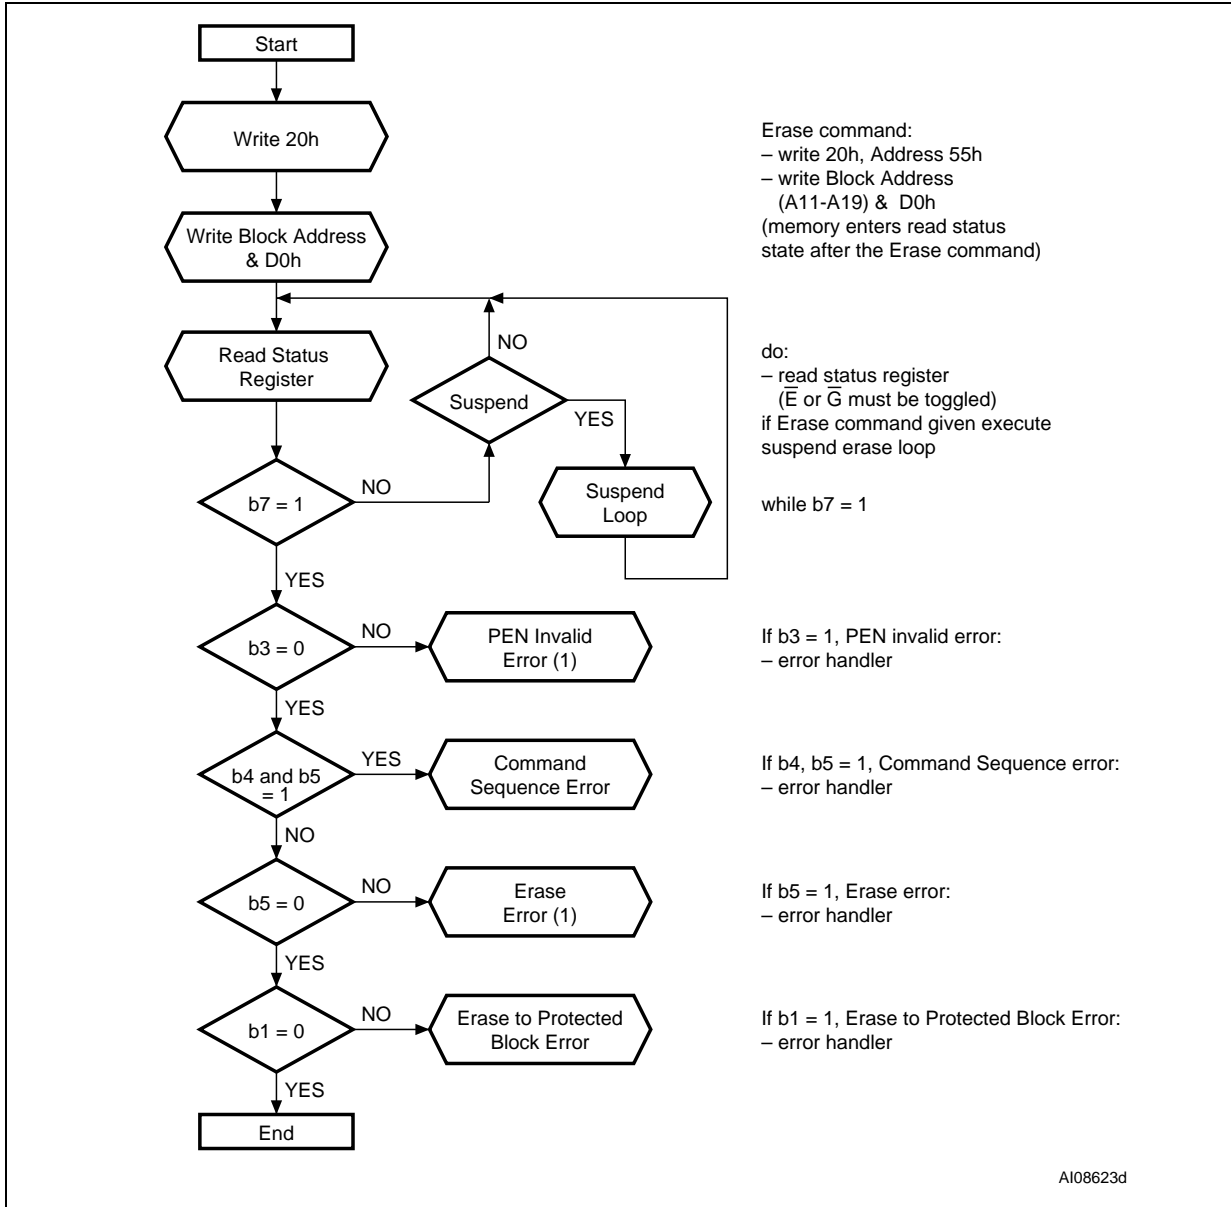 Start
Write 20h
Erase command:
– write 20h, Address 55h
– write Block Address
(A11-A19) & D0h
(memory enters read status
state after the Erase command)
Write Block Address
& D0h
NO
Read Status
Register
Suspend
YES
do:
– read status register
(E̅ or G̅ must be toggled)
if Erase command given execute
suspend erase loop
NO
b7 = 1
Suspend
Loop
while b7 = 1
YES
b3 = 0
NO
PEN Invalid
Error (1)
If b3 = 1, PEN invalid error:
– error handler
YES
b4 and b5
= 1
YES
Command
Sequence Error
If b4, b5 = 1, Command Sequence error:
– error handler
NO
b5 = 0
NO
Erase
Error (1)
If b5 = 1, Erase error:
– error handler
YES
b1 = 0
NO
Erase to Protected
Block Error
If b1 = 1, Erase to Protected Block Error:
– error handler
YES
End
AI08623d